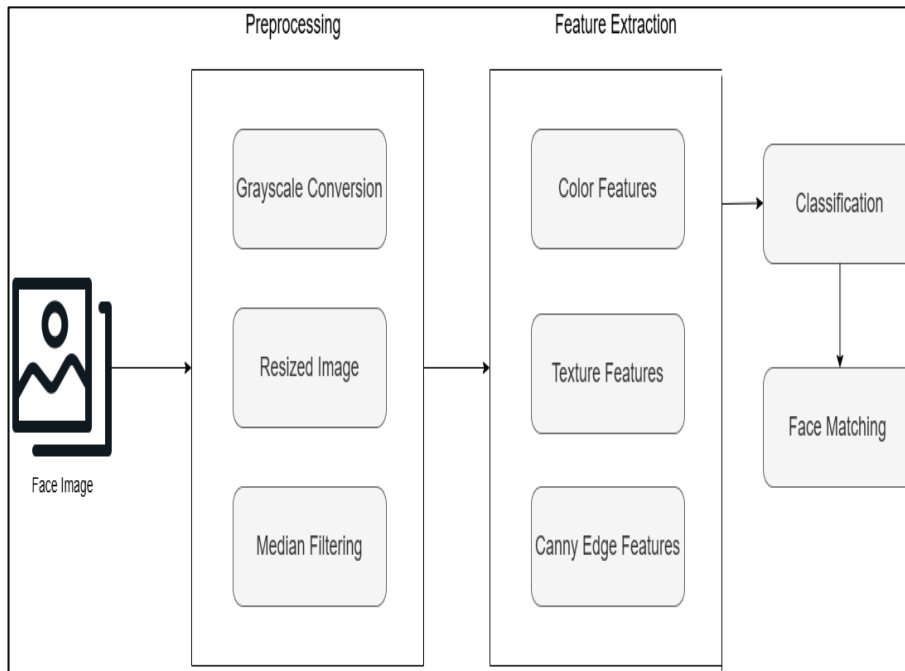 Preprocessing
Feature Extraction
Grayscale Conversion
Resized Image
Median Filtering
Color Features
Texture Features
Canny Edge Features
Classification
Face Matching
Face Image